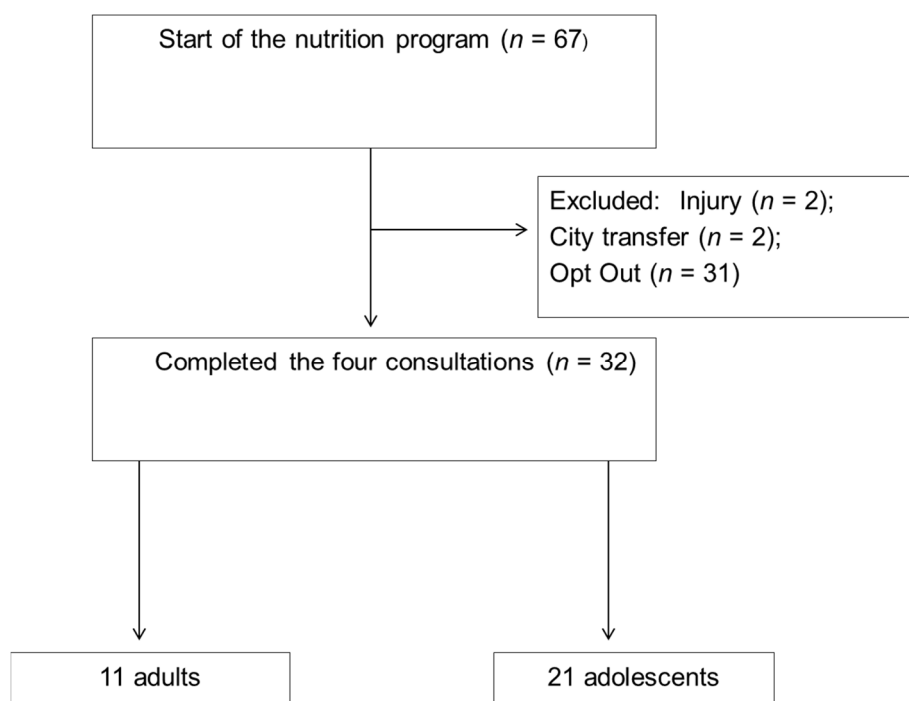 Start of the nutrition program (n = 67)
Excluded: Injury (n = 2);
City transfer (n = 2);
Opt Out (n = 31)
Completed the four consultations (n = 32)
11 adults
21 adolescents